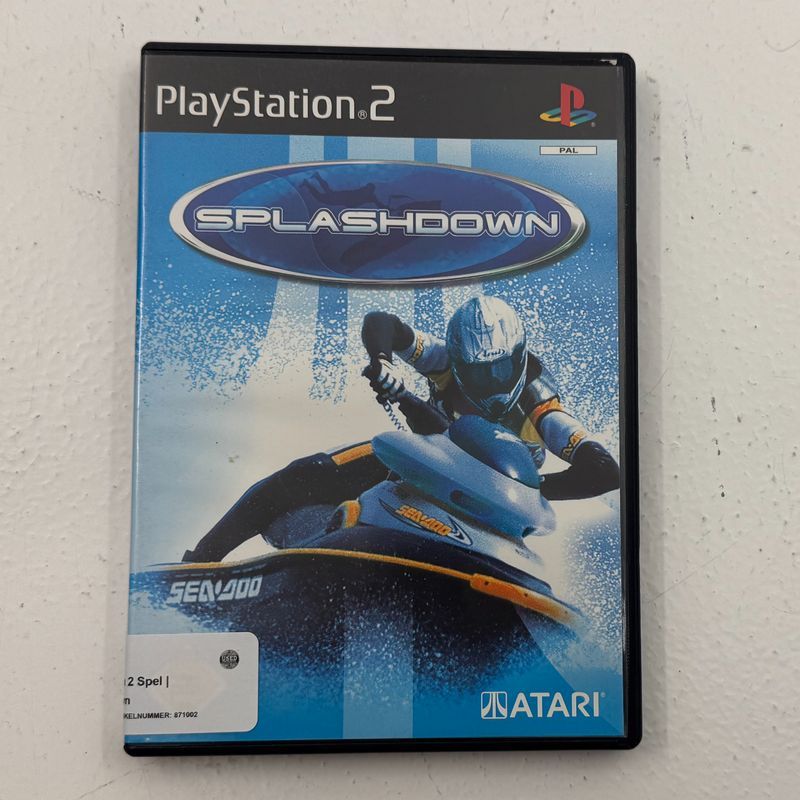 PlayStation®2
PAL
SPLASHDOWN
SEA-DOO
SEA-DOO
USED
2 Spel |
KELNUMMER: 871002
ATARI®